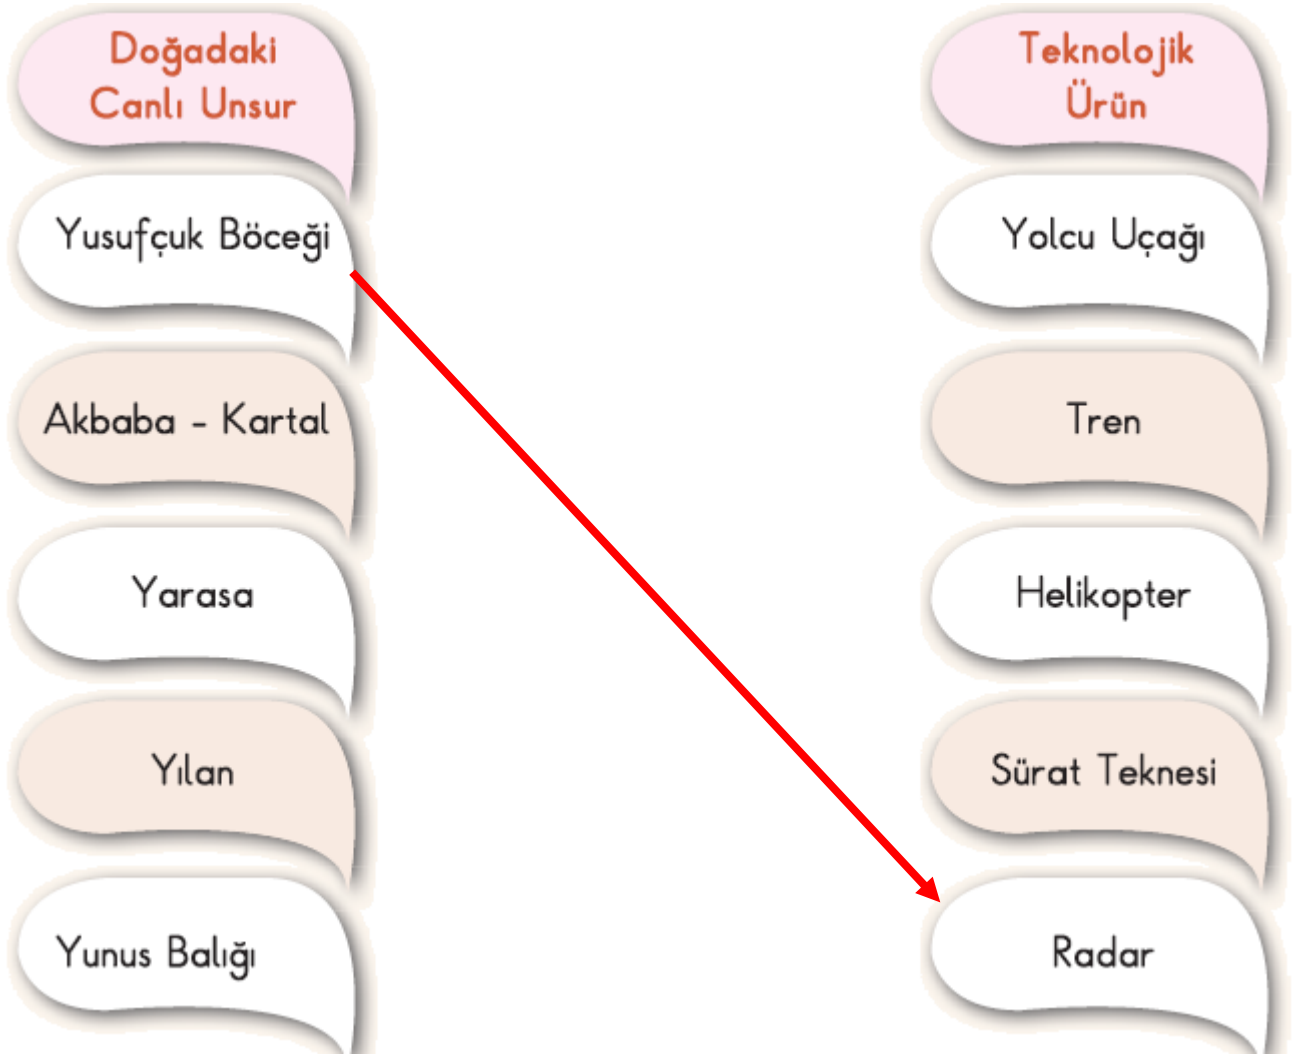 Doğadaki
Canlı Unsur
Yusufçuk Böceği
Akbaba - Kartal
Yarasa
Yılan
Yunus Balığı
Teknolojik
Ürün
Yolcu Uçağı
Tren
Helikopter
Sürat Teknesi
Radar